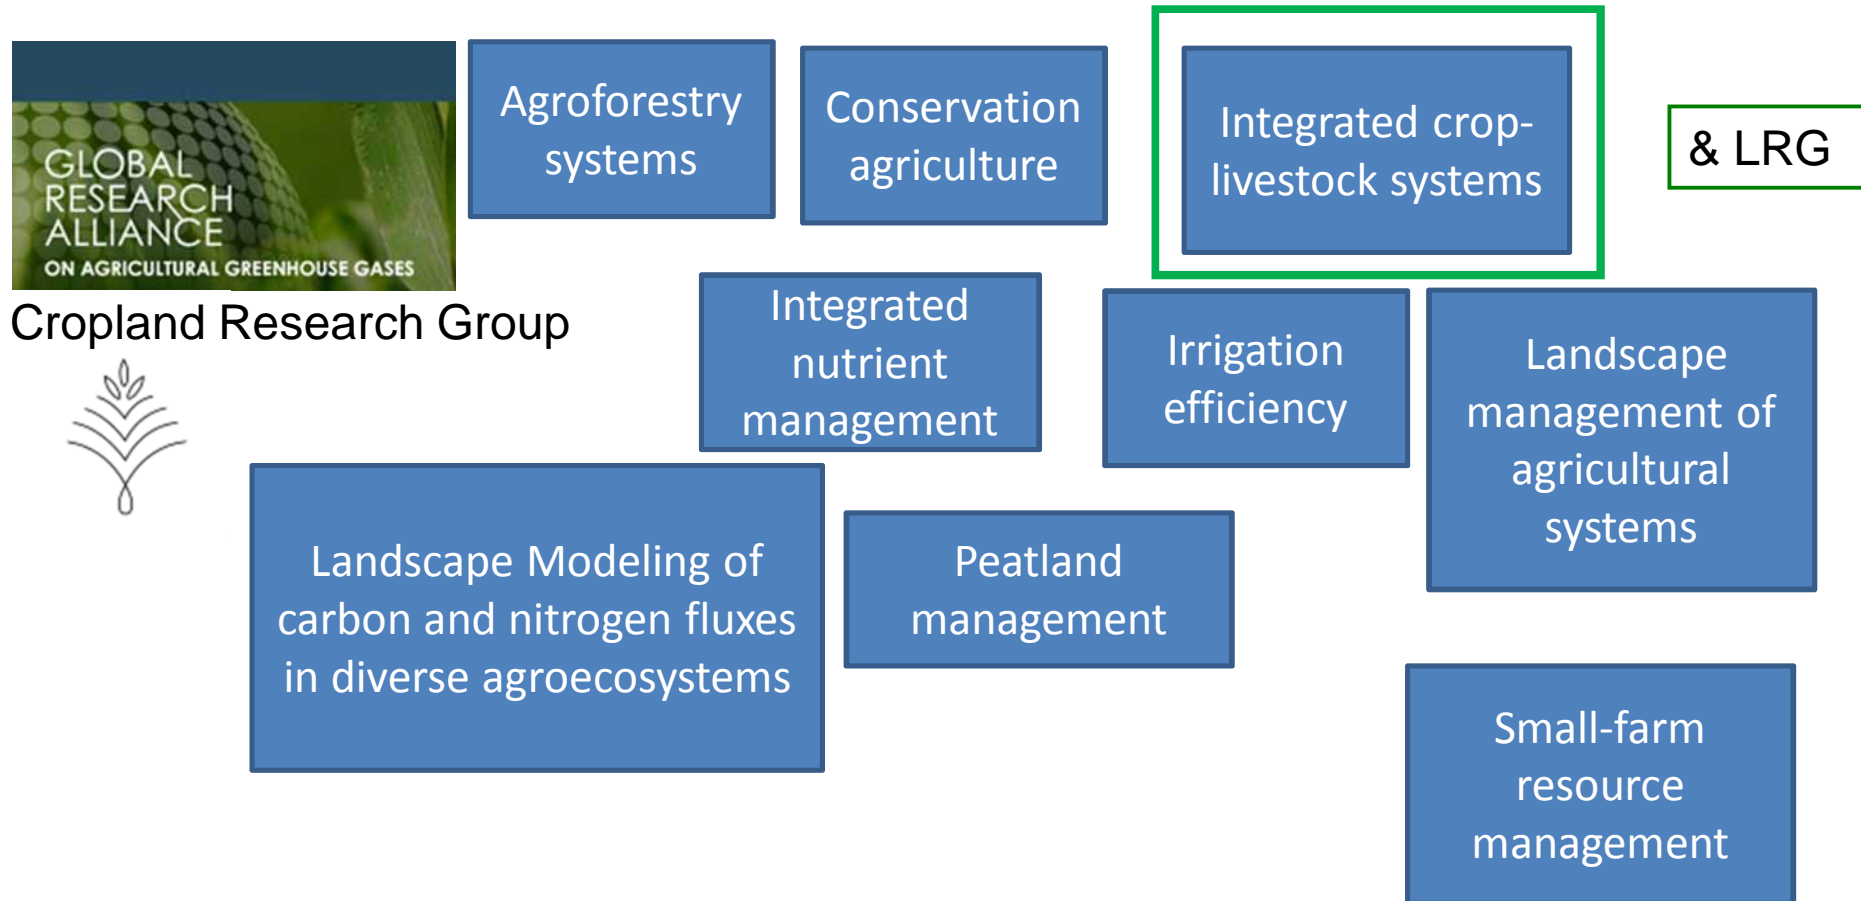 GLOBAL
RESEARCH
ALLIANCE
ON AGRICULTURAL GREENHOUSE GASES
Cropland Research Group
Agroforestry
systems
Conservation
agriculture
Integrated crop-
livestock systems
& LRG
Integrated
nutrient
management
Irrigation
efficiency
Landscape
management of
agricultural
systems
Landscape Modeling of
carbon and nitrogen fluxes
in diverse agroecosystems
Peatland
management
Small-farm
resource
management